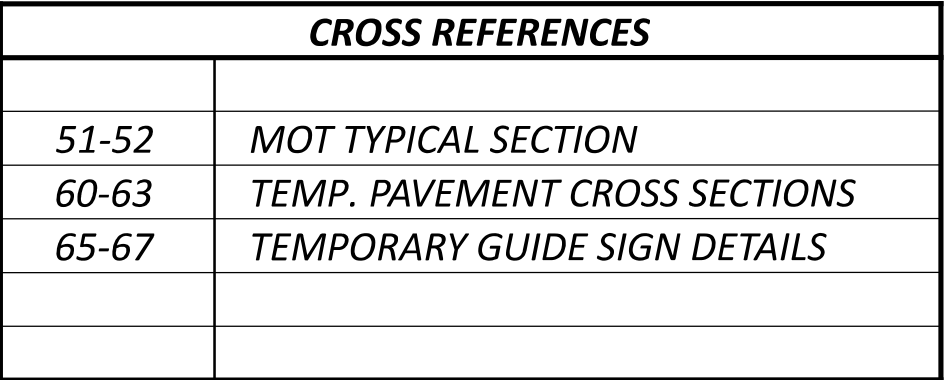 CROSS REFERENCES
51-52 MOT TYPICAL SECTION
60-63 TEMP. PAVEMENT CROSS SECTIONS
65-67 TEMPORARY GUIDE SIGN DETAILS